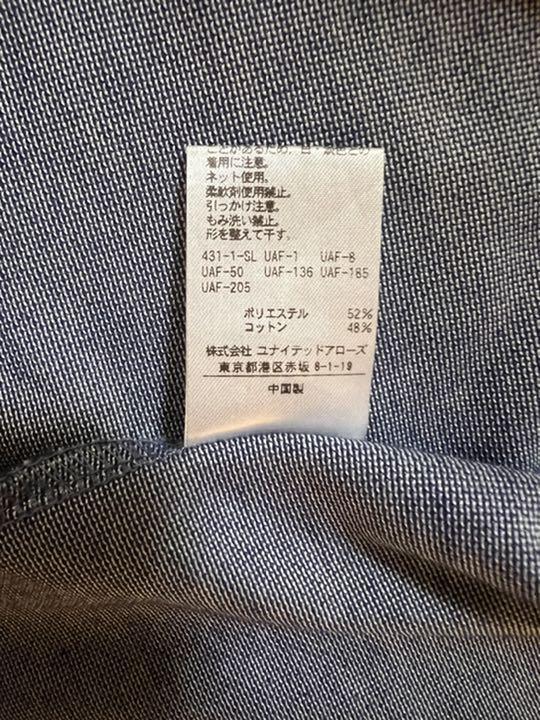 着用に注意。
ネット使用。
柔軟剤使用禁止。
引っかけ注意。
もみ洗い禁止。
形を整えて干す。
431-1-SL UAF-1 UAF-8
UAF-50 UAF-136 UAF-185
UAF-205
ポリエステル 52%
コットン 48%
株式会社 ユナイテッドアローズ
東京都港区赤坂 8-1-19
中国製